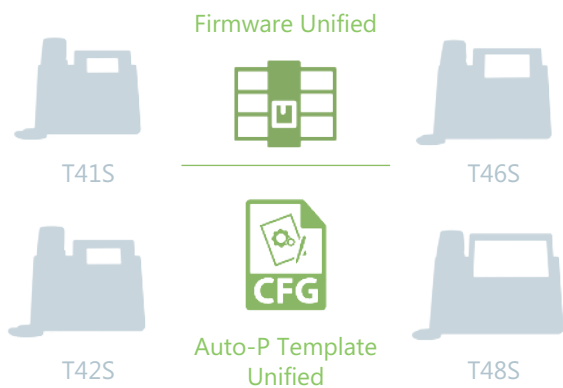 Firmware Unified
T41S
T46S
CFG
Auto-P Template
Unified
T42S
T48S